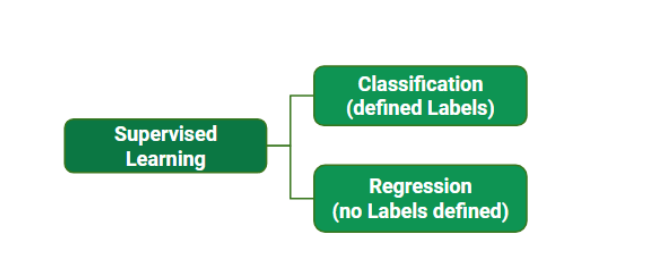 Supervised
Learning
Classification
(defined Labels)
Regression
(no Labels defined)